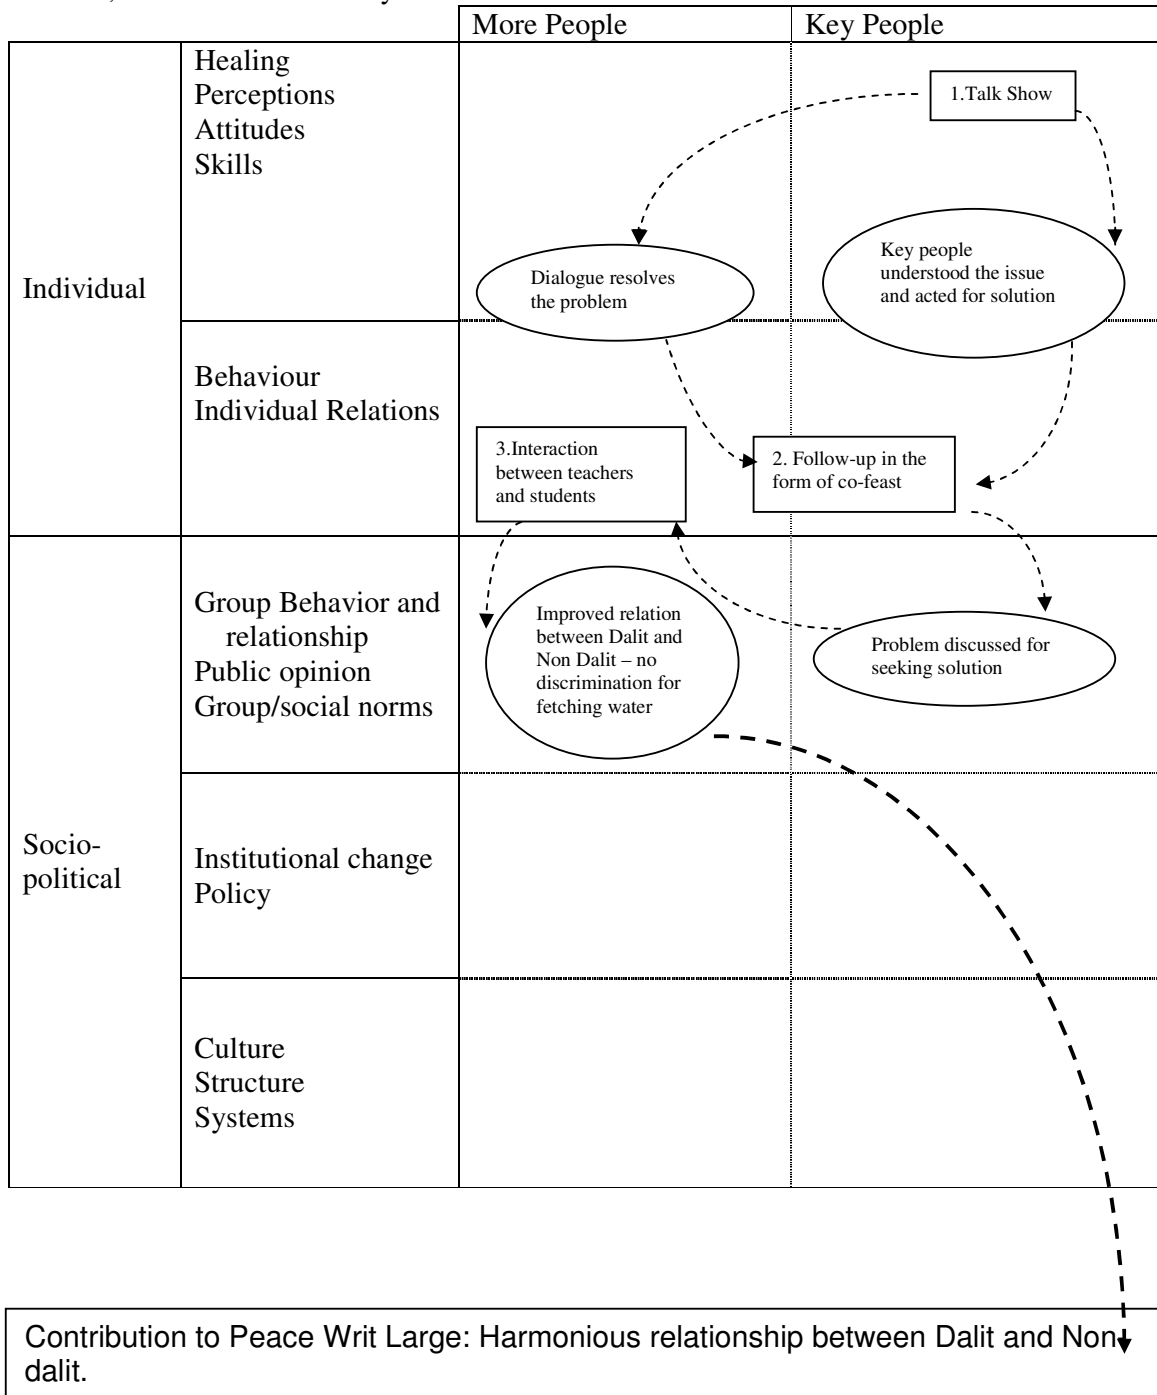 More People
Key People
Healing
Perceptions
Attitudes
Skills
1.Talk Show
Individual
Dialogue resolves
the problem
Key people
understood the issue
and acted for solution
Behaviour
Individual Relations
3.Interaction
between teachers
and students
2. Follow-up in the
form of co-feast
Socio-
political
Group Behavior and
relationship
Public opinion
Group/social norms
Improved relation
between Dalit and
Non Dalit – no
discrimination for
fetching water
Problem discussed for
seeking solution
Institutional change
Policy
Culture
Structure
Systems
Contribution to Peace Writ Large: Harmonious relationship between Dalit and Non
dalit.